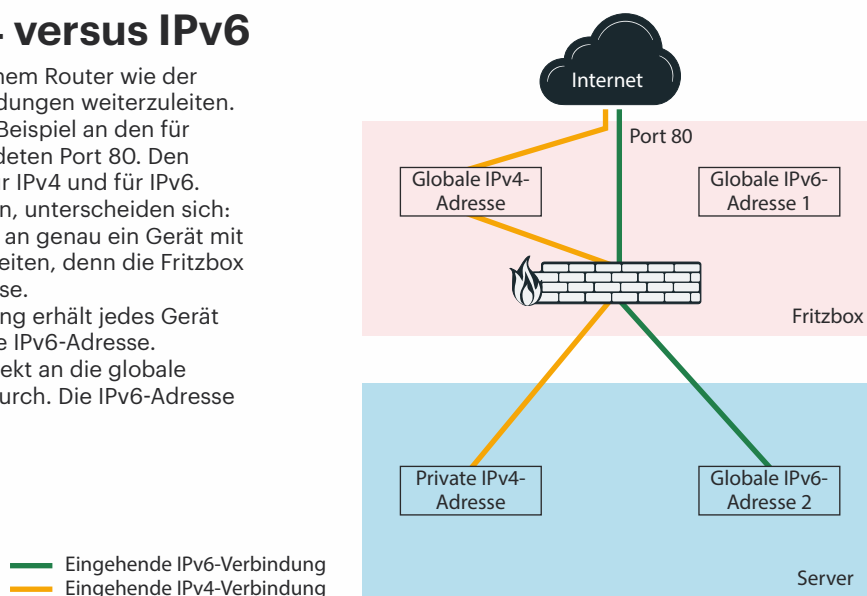 versus IPv6
nem Router wie der
dungen weiterzuleiten.
Beispiel an den für
deten Port 80. Den
r IPv4 und für IPv6.
n, unterscheiden sich:
an genau ein Gerät mit
eiten, denn die Fritzbox
se.
ng erhält jedes Gerät
e IPv6-Adresse.
ekt an die globale
urch. Die IPv6-Adresse
Internet
Port 80
Globale IPv4-
Adresse
Globale IPv6-
Adresse 1
Fritzbox
Private IPv4-
Adresse
Globale IPv6-
Adresse 2
Server
Eingehende IPv6-Verbindung
Eingehende IPv4-Verbindung